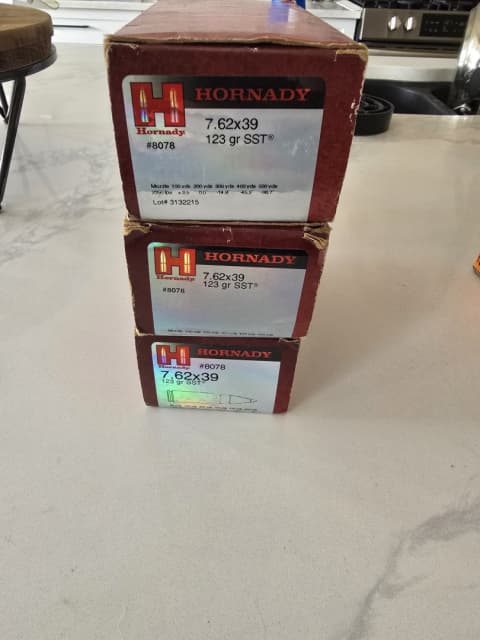 HORNADY
Hornady
7.62x39
#8078
123 gr SST®
Muzzle 100 yds 200 yds 300 yds 400 yds 500 yds
Lot# 3132215
HORNADY
Hornady
7.62x39
123 gr SST®
#8078
HORNADY
Hornady
#8078
7.62x39
123 gr SST®